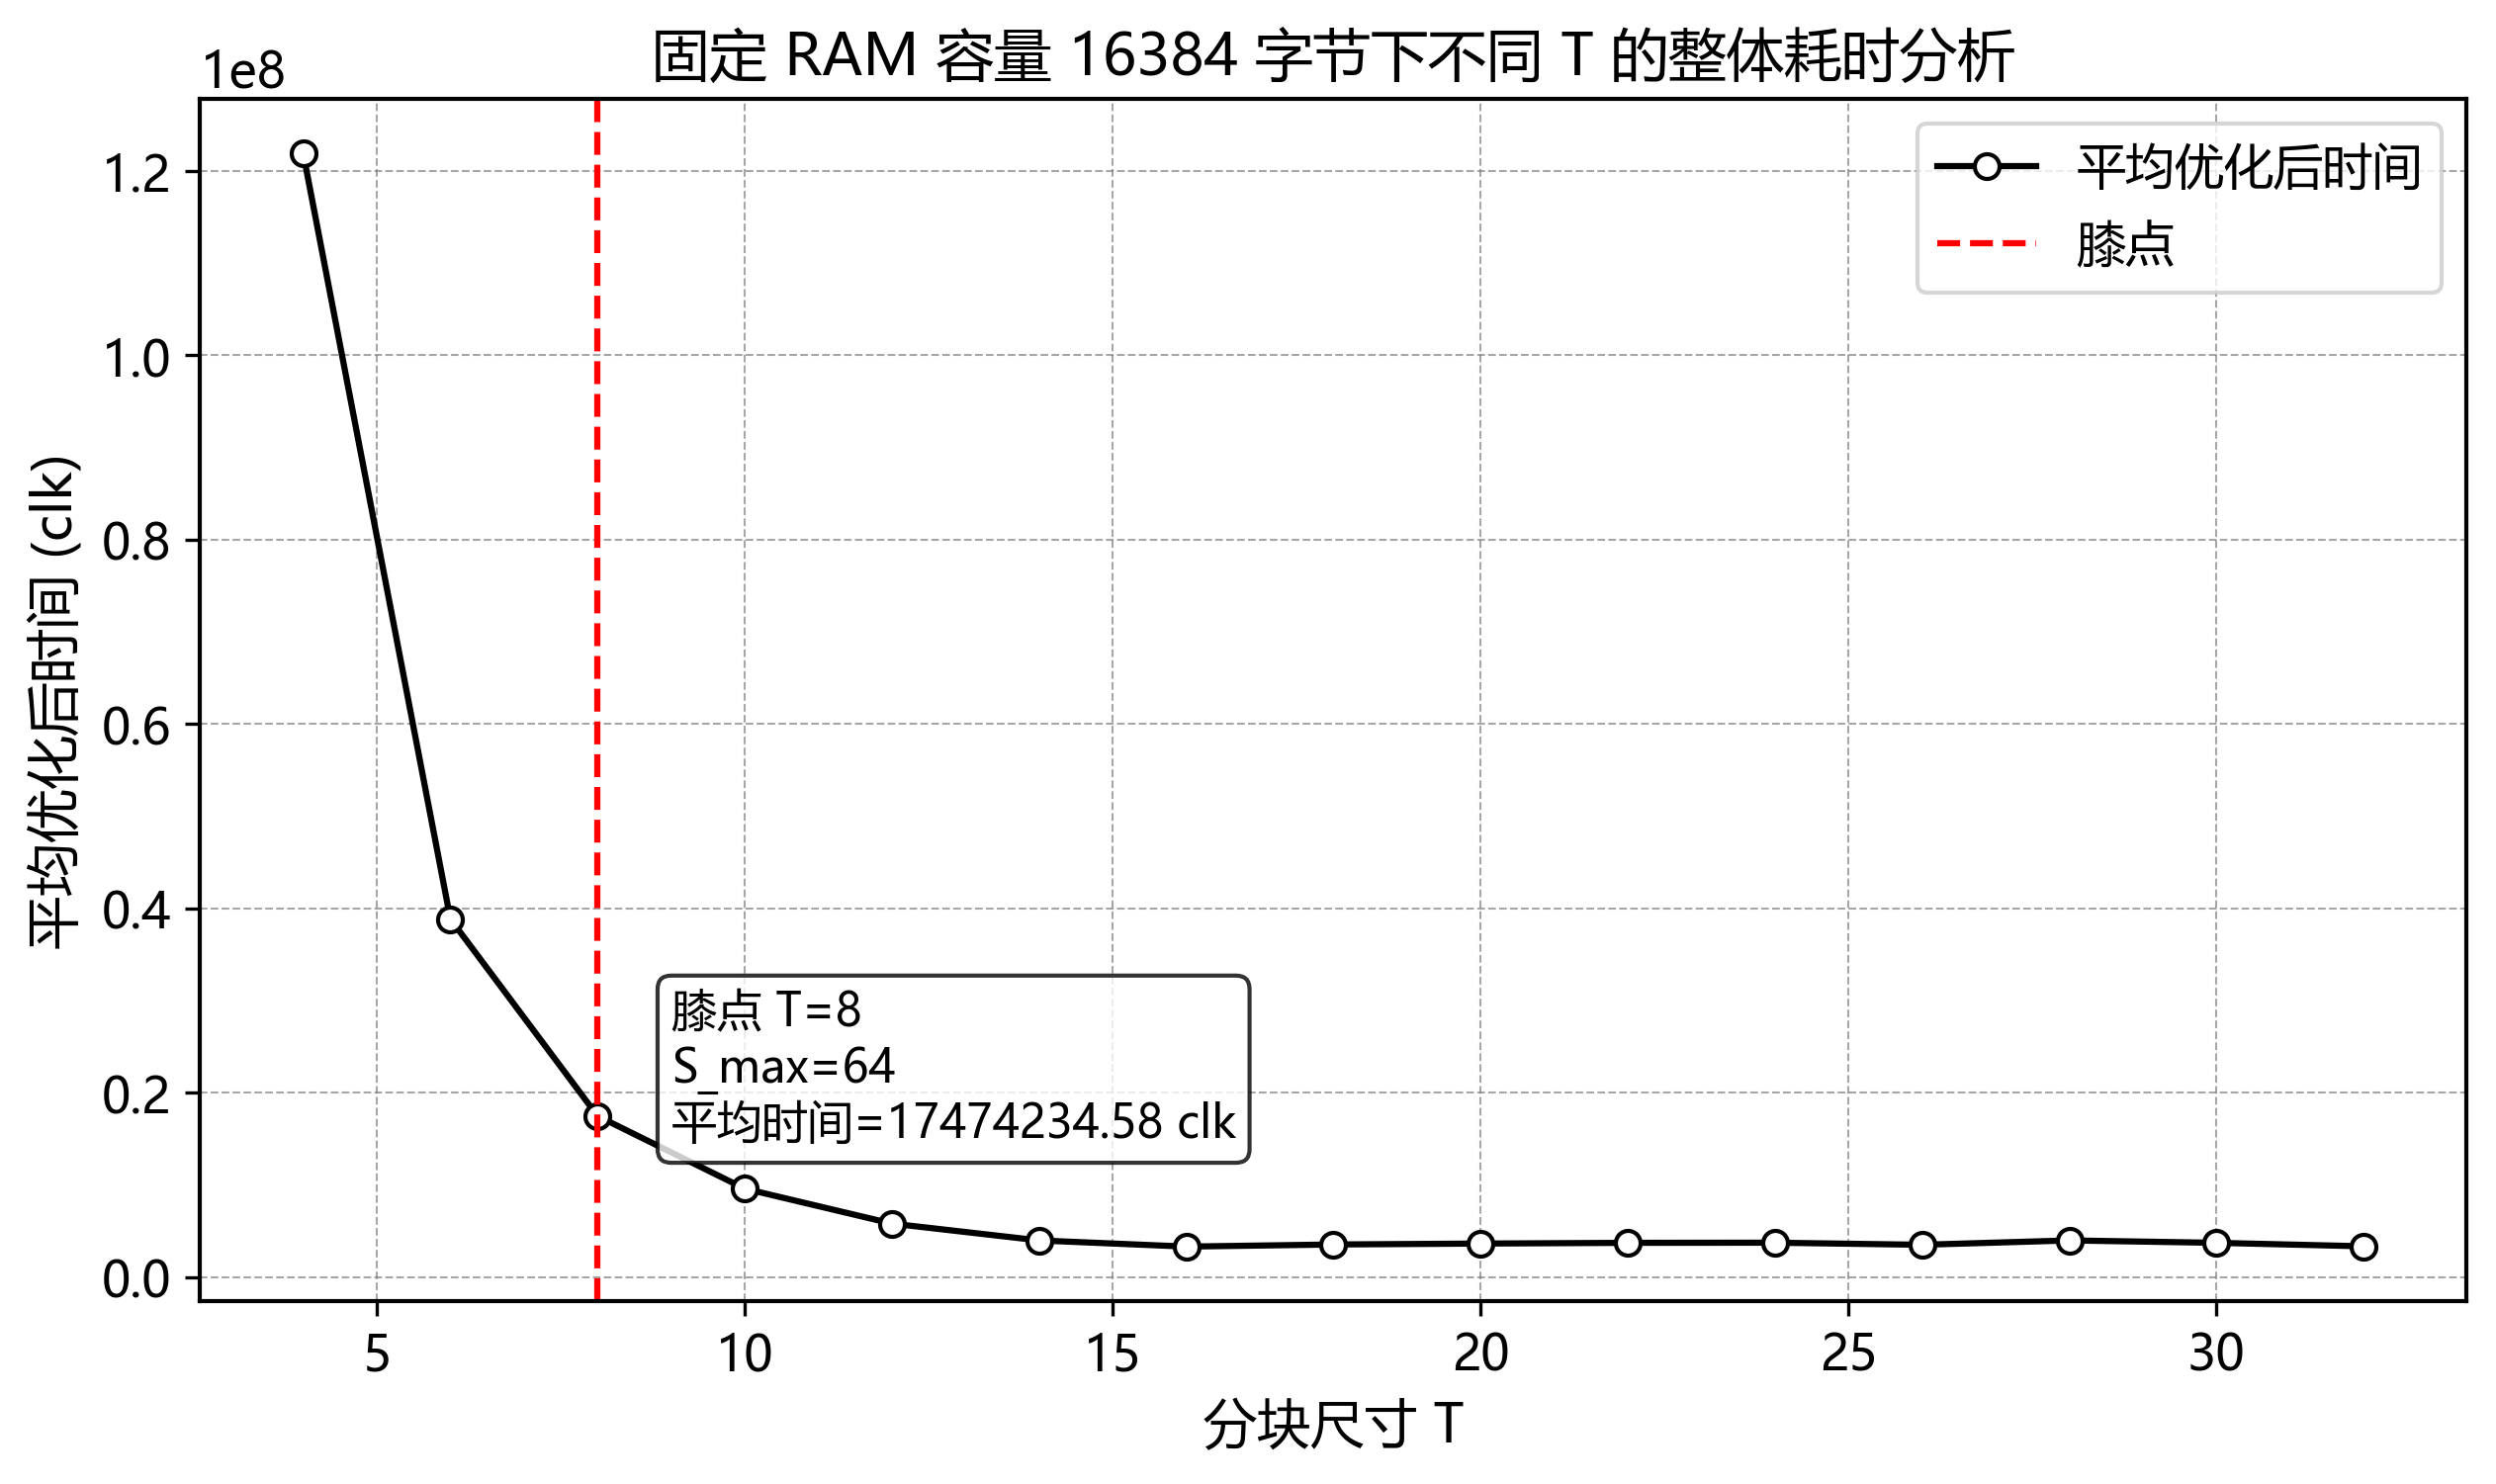 固定 RAM 容量 16384 字节下不同 T 的整体耗时分析
1e8
平均优化后时间
膝点
1.2
1.0
0.8
0.6
0.4
0.2
0.0
平均优化后时间 (clk)
膝点 T=8
S_max=64
平均时间=17474234.58 clk
5 10 15 20 25 30
分块尺寸 T